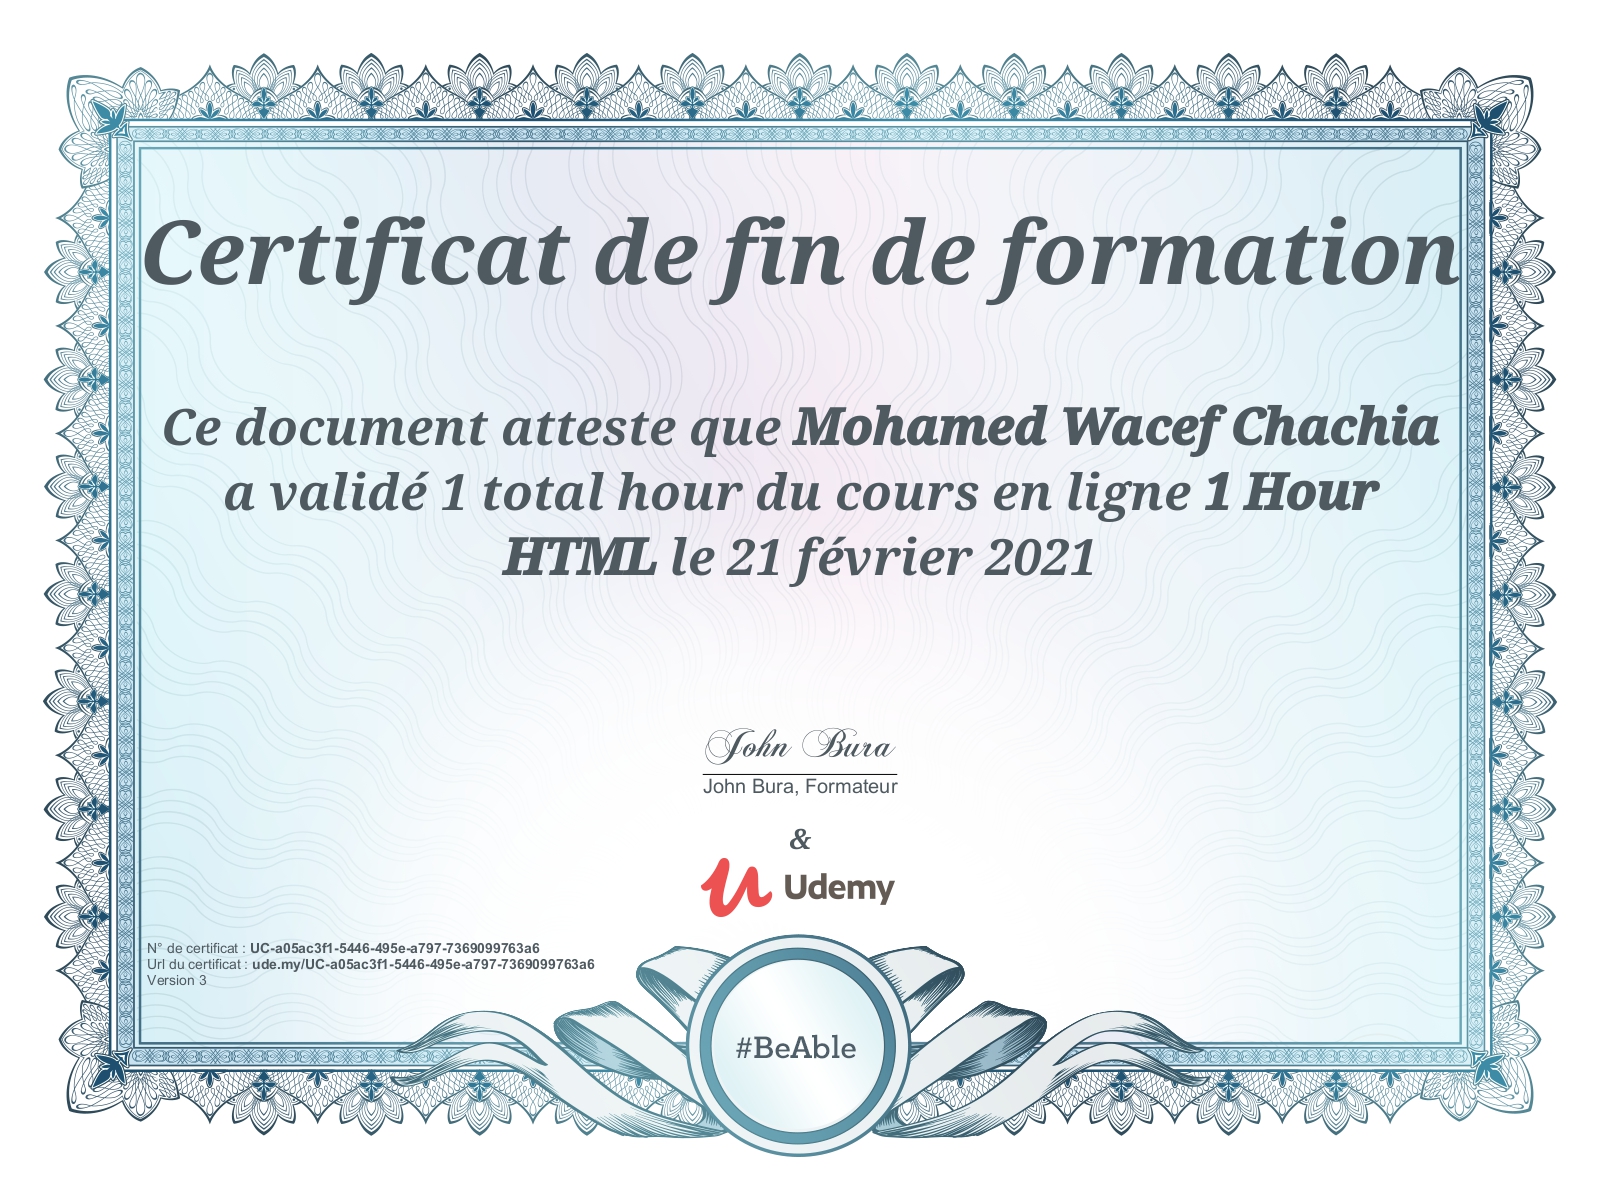 Certificat de fin de formation
Ce document atteste que Mohamed Wacef Chachia
a validé 1 total hour du cours en ligne 1 Hour
HTML le 21 février 2021
John Bura
John Bura, Formateur
&
Udemy
N° de certificat : UC-a05ac3f1-5446-495e-a797-7369099763a6
Url du certificat : ude.my/UC-a05ac3f1-5446-495e-a797-7369099763a6
Version 3
#BeAble